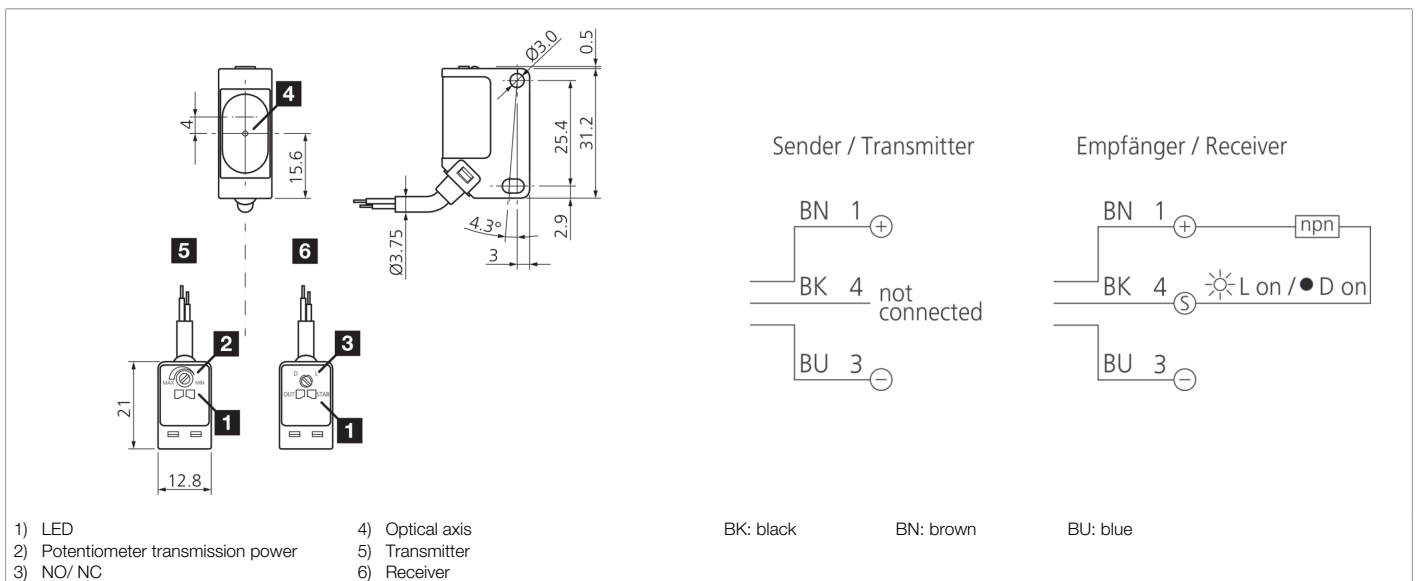 Ø3.0
0.5
4
4
15.6
25.4
31.2
Ø3.75
4.3°
3
2.9
5
6
2
MAX
MIN
1
21
12.8
3
D
L
OUT
STAB
1
Sender / Transmitter
BN 1 +
BK 4 not connected
BU 3 −
Empfänger / Receiver
BN 1 + npn
BK 4 S L on / ● D on
BU 3 −
1) LED
2) Potentiometer transmission power
3) NO/ NC
4) Optical axis
5) Transmitter
6) Receiver
BK: black BN: brown BU: blue